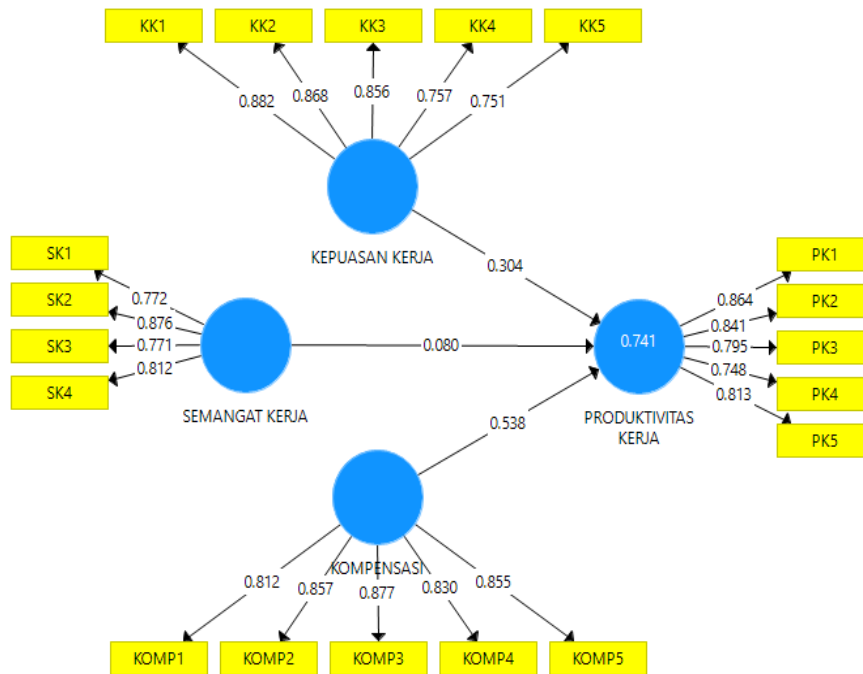 KK1 KK2 KK3 KK4 KK5
0.882 0.868 0.856 0.757 0.751
KEPUASAN KERJA
0.304
SK1
SK2
SK3
SK4
0.772
0.876
0.771
0.812
SEMANGAT KERJA
0.080
0.741
PRODUKTIVITAS
KERJA
0.864
0.841
0.795
0.748
0.813
PK1
PK2
PK3
PK4
PK5
0.538
KOMPENSASI
0.812 0.857 0.877 0.830 0.855
KOMP1 KOMP2 KOMP3 KOMP4 KOMP5